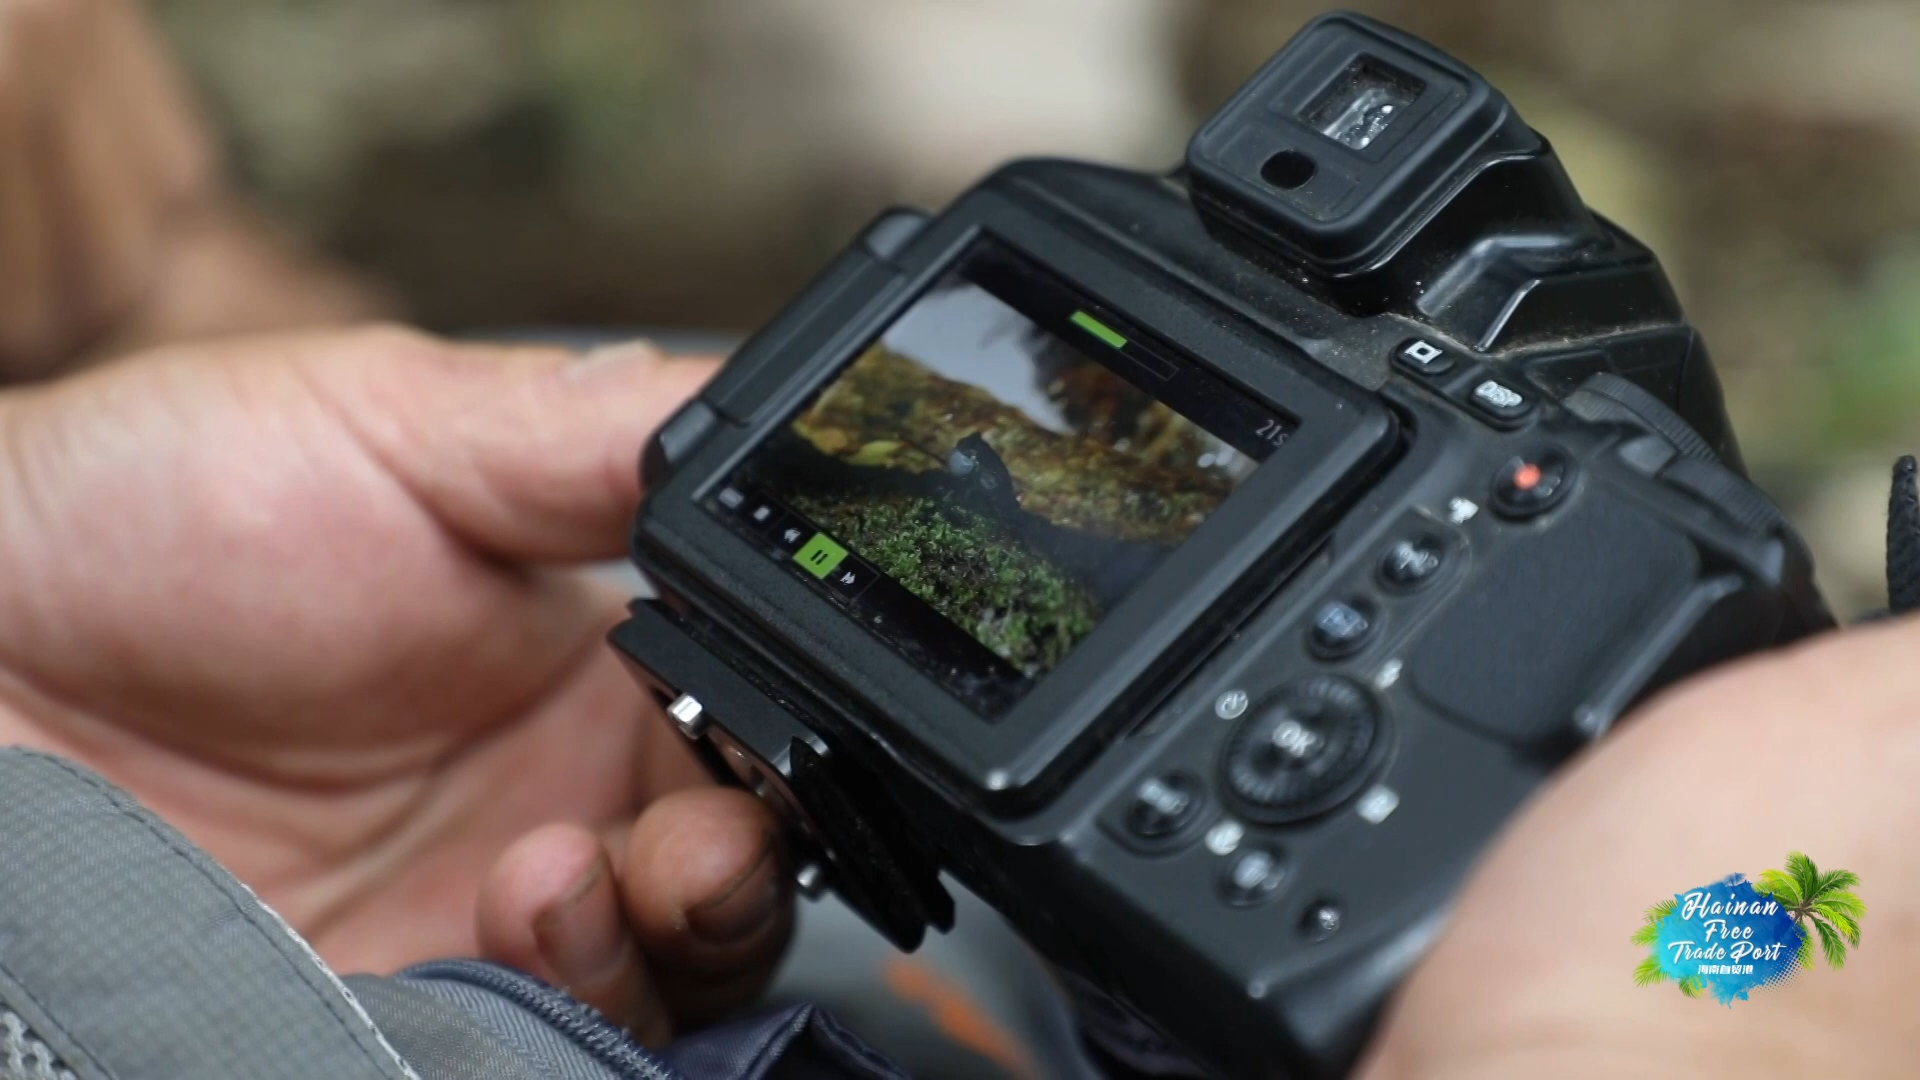 21s
DISP
OK
Hainan
Free
Trade Port
海南自贸港